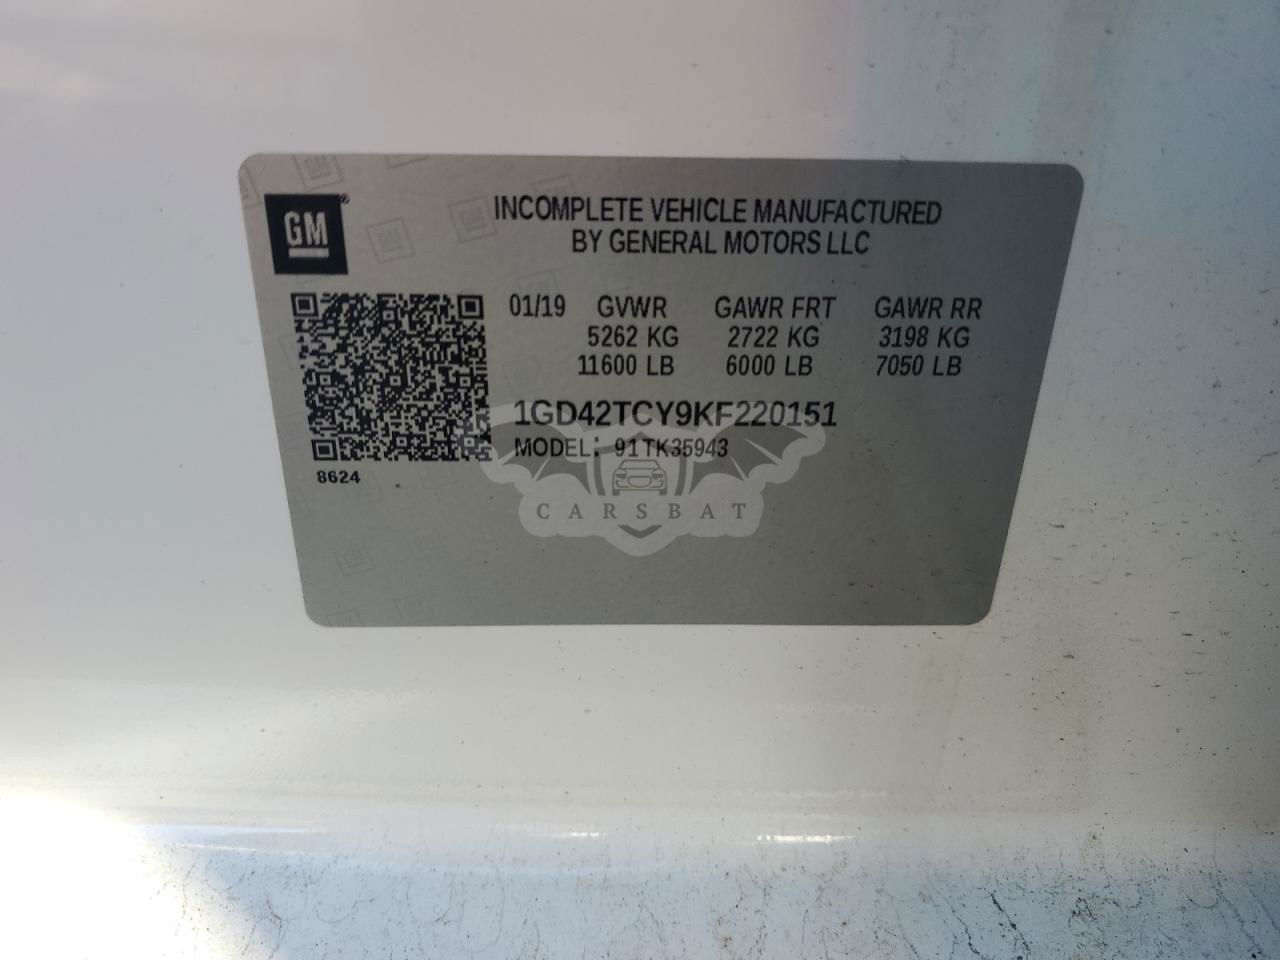 GM®
INCOMPLETE VEHICLE MANUFACTURED
BY GENERAL MOTORS LLC
01/19 GVWR GAWR FRT GAWR RR
5262 KG 2722 KG 3198 KG
11600 LB 6000 LB 7050 LB
1GD42TCY9KF220151
MODEL: 91TK35943
8624
CARSBAT